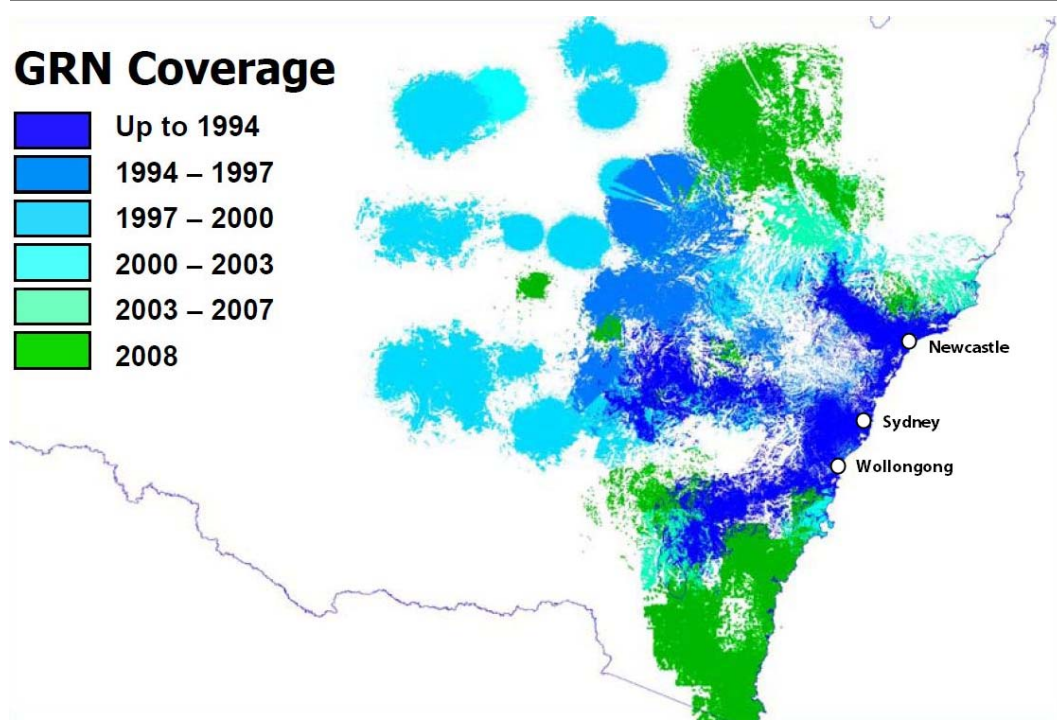 GRN Coverage
Up to 1994
1994 – 1997
1997 – 2000
2000 – 2003
2003 – 2007
2008
Newcastle
Sydney
Wollongong